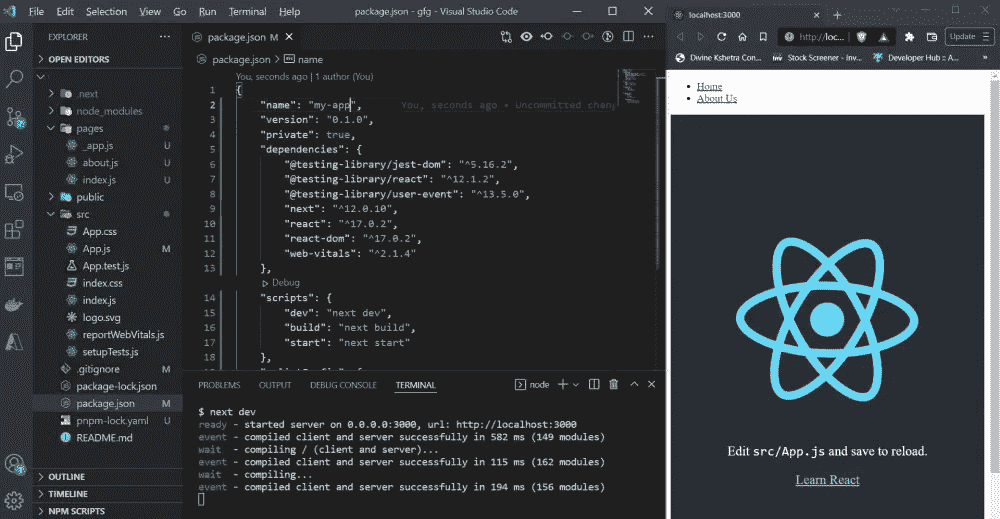 File Edit Selection View Go Run Terminal Help
package.json - gfg - Visual Studio Code
EXPLORER
OPEN EDITORS
.next
node_modules
pages
_app.js U
about.js U
index.js U
public
src
App.css
App.js M
App.test.js
index.css
index.js
logo.svg
reportWebVitals.js
setupTests.js
.gitignore
package-lock.json
package.json M
pnpm-lock.yaml U
README.md
OUTLINE
TIMELINE
NPM SCRIPTS
package.json M
package.json > name
You, seconds ago | 1 author (You)
1 {
2 "name": "my-app", You, seconds ago • Uncommitted chan
3 "version": "0.1.0",
4 "private": true,
5 "dependencies": {
6 "@testing-library/jest-dom": "^5.16.2",
7 "@testing-library/react": "^12.1.2",
8 "@testing-library/user-event": "^13.5.0",
9 "next": "^12.0.10",
10 "react": "^17.0.2",
11 "react-dom": "^17.0.2",
12 "web-vitals": "^2.1.4"
13 },
Debug
14 "scripts": {
15 "dev": "next dev",
16 "build": "next build",
17 "start": "next start"
18 },
PROBLEMS OUTPUT DEBUG CONSOLE TERMINAL
node
$ next dev
ready - started server on 0.0.0.0:3000, url: http://localhost:3000
event - compiled client and server successfully in 582 ms (149 modules)
wait - compiling / (client and server)...
event - compiled client and server successfully in 115 ms (162 modules)
wait - compiling...
event - compiled client and server successfully in 194 ms (156 modules)
localhost:3000
http://loc...
Update
Divine Kshetra Con... Stock Screener - Inv... Developer Hub :: A...
Home
About Us
Edit src/App.js and save to reload.
Learn React